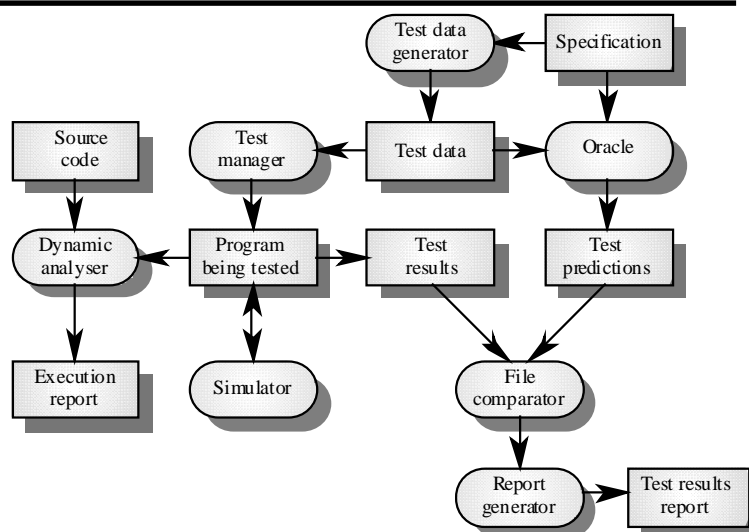 Test data
generator
Specification
Source
code
Test
manager
Test data
Oracle
Dynamic
analyser
Program
being tested
Test
results
Test
predictions
Execution
report
Simulator
File
comparator
Report
generator
Test results
report